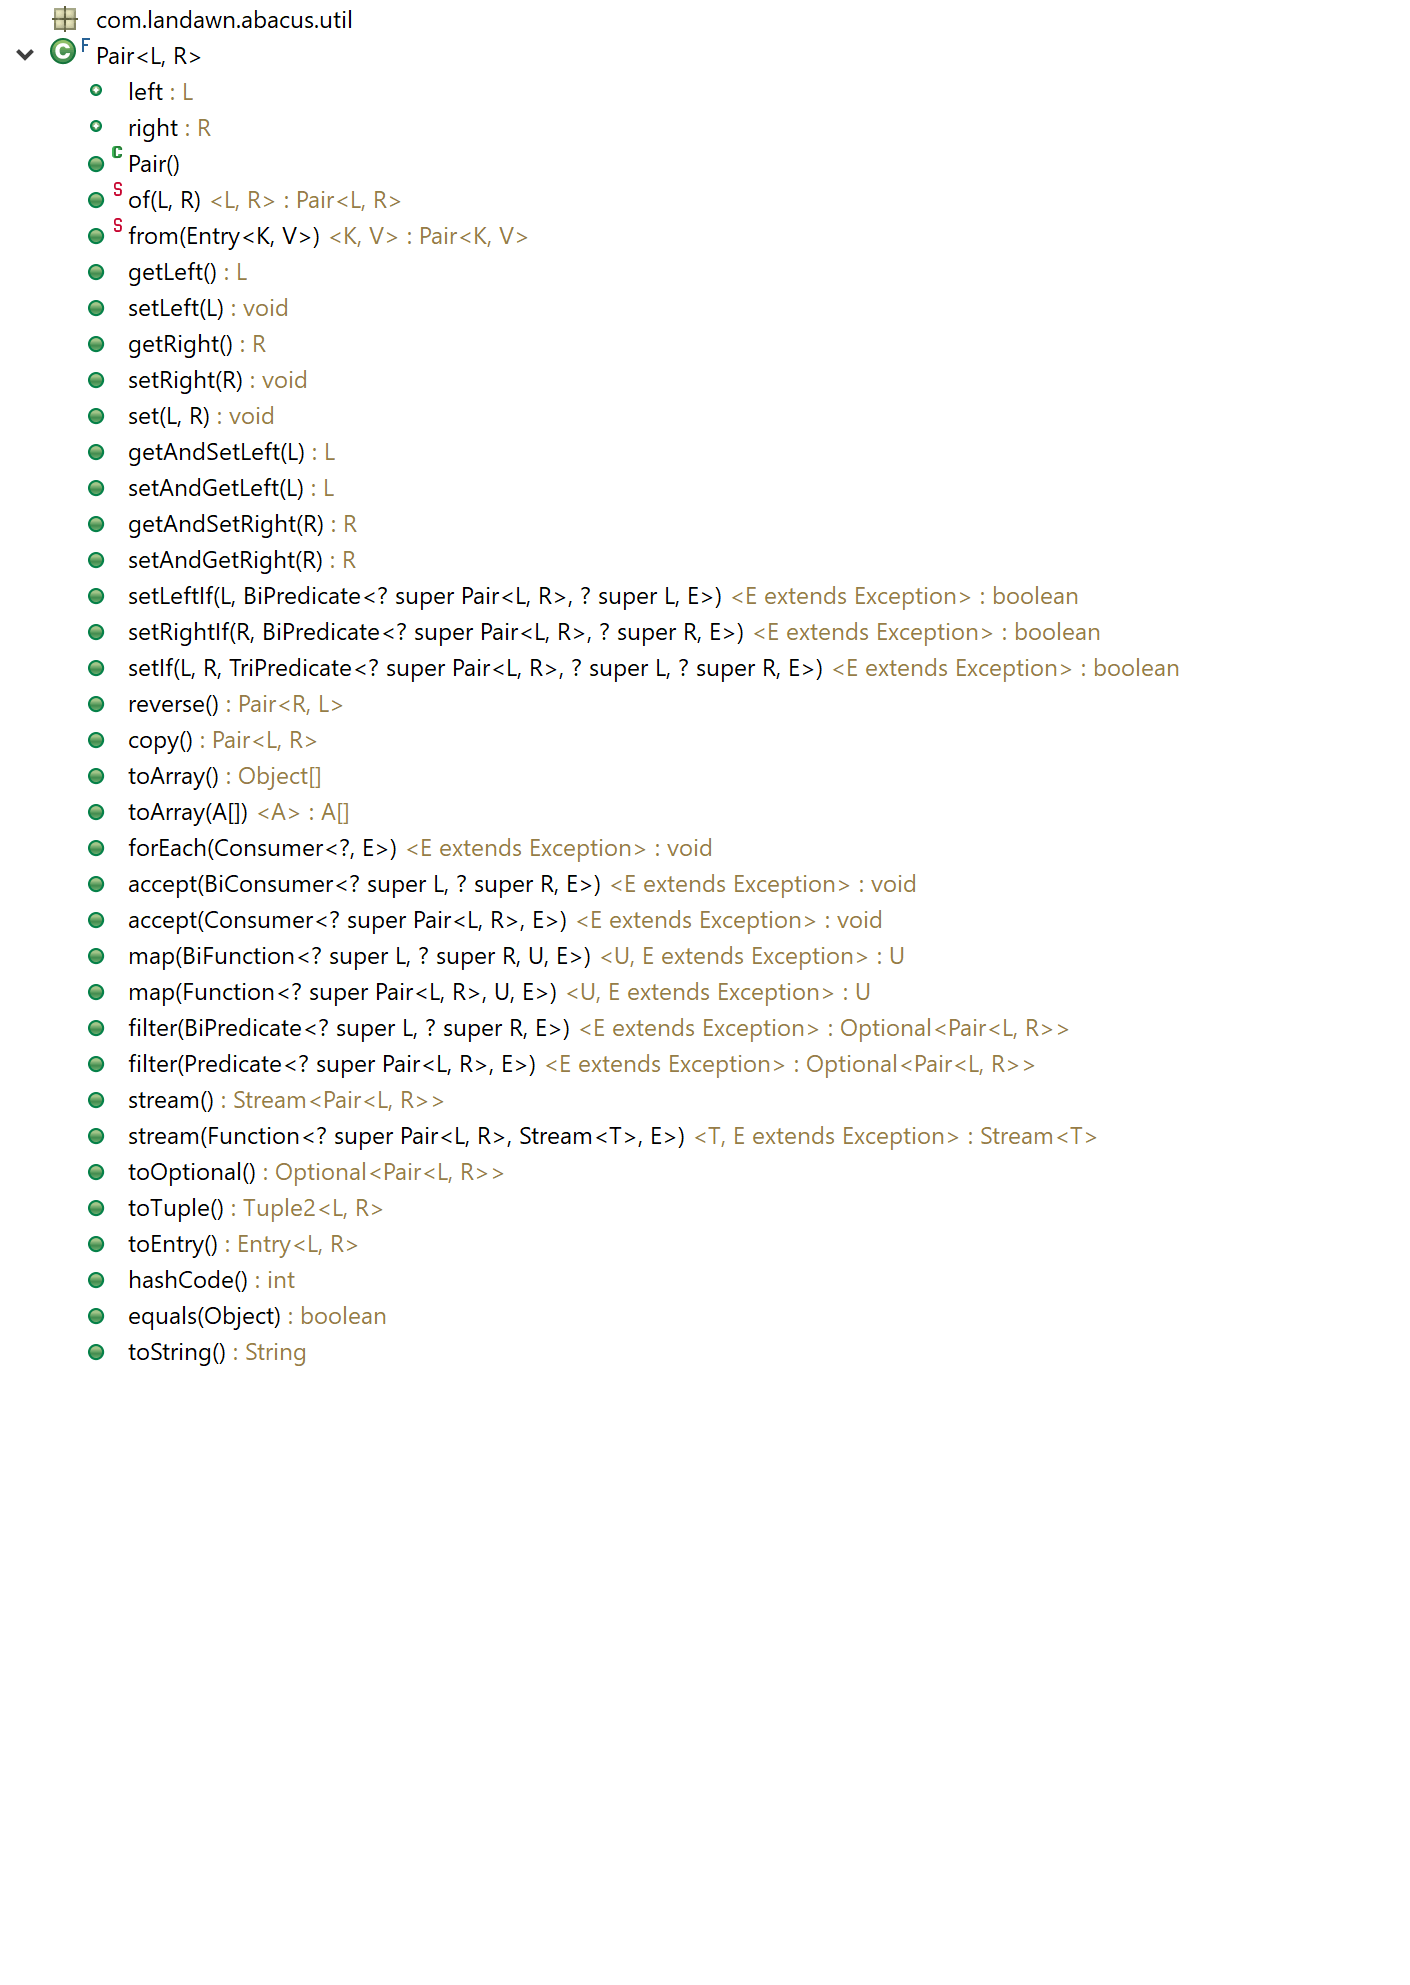 com.landawn.abacus.util
F Pair<L, R>
left : L
right : R
C Pair()
S of(L, R) <L, R> : Pair<L, R>
S from(Entry<K, V>) <K, V> : Pair<K, V>
getLeft() : L
setLeft(L) : void
getRight() : R
setRight(R) : void
set(L, R) : void
getAndSetLeft(L) : L
setAndGetLeft(L) : L
getAndSetRight(R) : R
setAndGetRight(R) : R
setLeftIf(L, BiPredicate<? super Pair<L, R>, ? super L, E>) <E extends Exception> : boolean
setRightIf(R, BiPredicate<? super Pair<L, R>, ? super R, E>) <E extends Exception> : boolean
setIf(L, R, TriPredicate<? super Pair<L, R>, ? super L, ? super R, E>) <E extends Exception> : boolean
reverse() : Pair<R, L>
copy() : Pair<L, R>
toArray() : Object[]
toArray(A[]) <A> : A[]
forEach(Consumer<?, E>) <E extends Exception> : void
accept(BiConsumer<? super L, ? super R, E>) <E extends Exception> : void
accept(Consumer<? super Pair<L, R>, E>) <E extends Exception> : void
map(BiFunction<? super L, ? super R, U, E>) <U, E extends Exception> : U
map(Function<? super Pair<L, R>, U, E>) <U, E extends Exception> : U
filter(BiPredicate<? super L, ? super R, E>) <E extends Exception> : Optional<Pair<L, R>>
filter(Predicate<? super Pair<L, R>, E>) <E extends Exception> : Optional<Pair<L, R>>
stream() : Stream<Pair<L, R>>
stream(Function<? super Pair<L, R>, Stream<T>, E>) <T, E extends Exception> : Stream<T>
toOptional() : Optional<Pair<L, R>>
toTuple() : Tuple2<L, R>
toEntry() : Entry<L, R>
hashCode() : int
equals(Object) : boolean
toString() : String